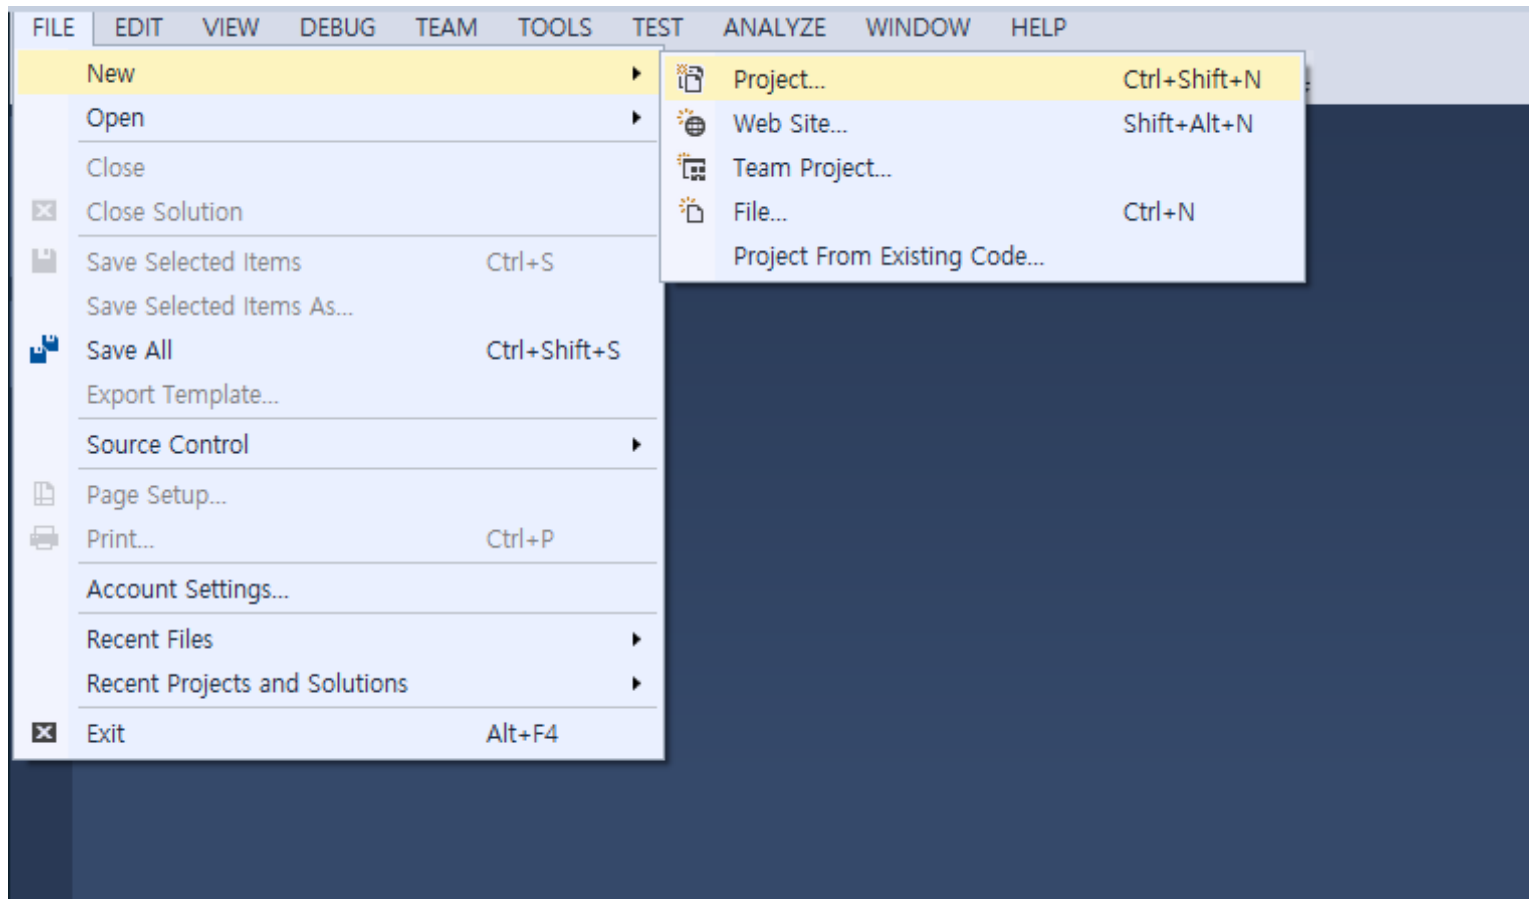 FILE EDIT VIEW DEBUG TEAM TOOLS TEST ANALYZE WINDOW HELP
New
Open
Close
Close Solution
Save Selected Items Ctrl+S
Save Selected Items As...
Save All Ctrl+Shift+S
Export Template...
Source Control
Page Setup...
Print... Ctrl+P
Account Settings...
Recent Files
Recent Projects and Solutions
Exit Alt+F4
Project... Ctrl+Shift+N
Web Site... Shift+Alt+N
Team Project...
File... Ctrl+N
Project From Existing Code...